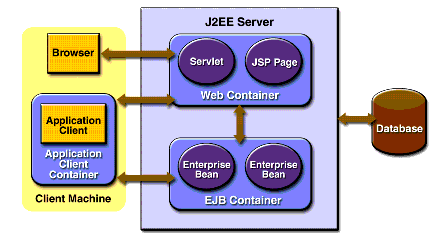 J2EE Server
Browser
Servlet
JSP Page
Web Container
Application
Client
Application
Client
Container
Client Machine
Enterprise
Bean
Enterprise
Bean
EJB Container
Database